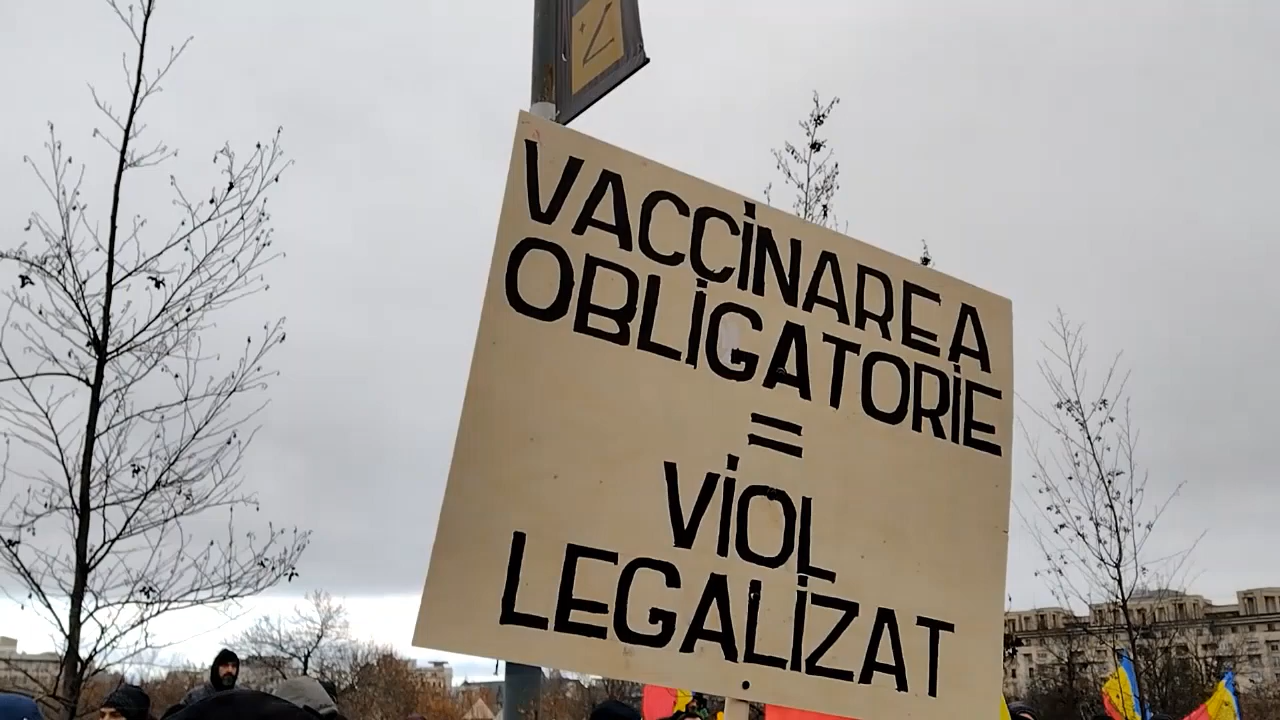 VACCINAREA
OBLIGATORIE
=
VIOL
LEGALIZAT